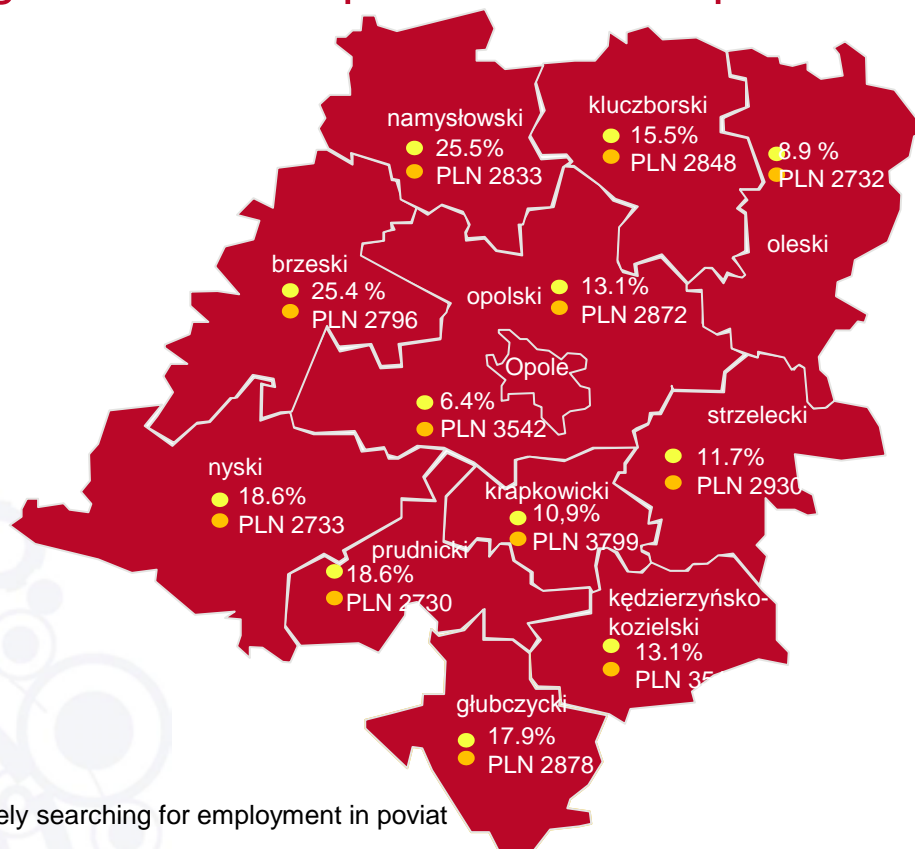 namysłowski
25.5%
PLN 2833
kluczborski
15.5%
PLN 2848
8.9 %
PLN 2732
oleski
brzeski
25.4 %
PLN 2796
opolski
13.1%
PLN 2872
Opole
6.4%
PLN 3542
strzelecki
11.7%
PLN 2930
nyski
18.6%
PLN 2733
krapkowicki
10,9%
PLN 3799
prudnicki
18.6%
PLN 2730
kędzierzyńsko-
kozielski
13.1%
PLN
głubczycki
17.9%
PLN 2878
searching for employment in poviat